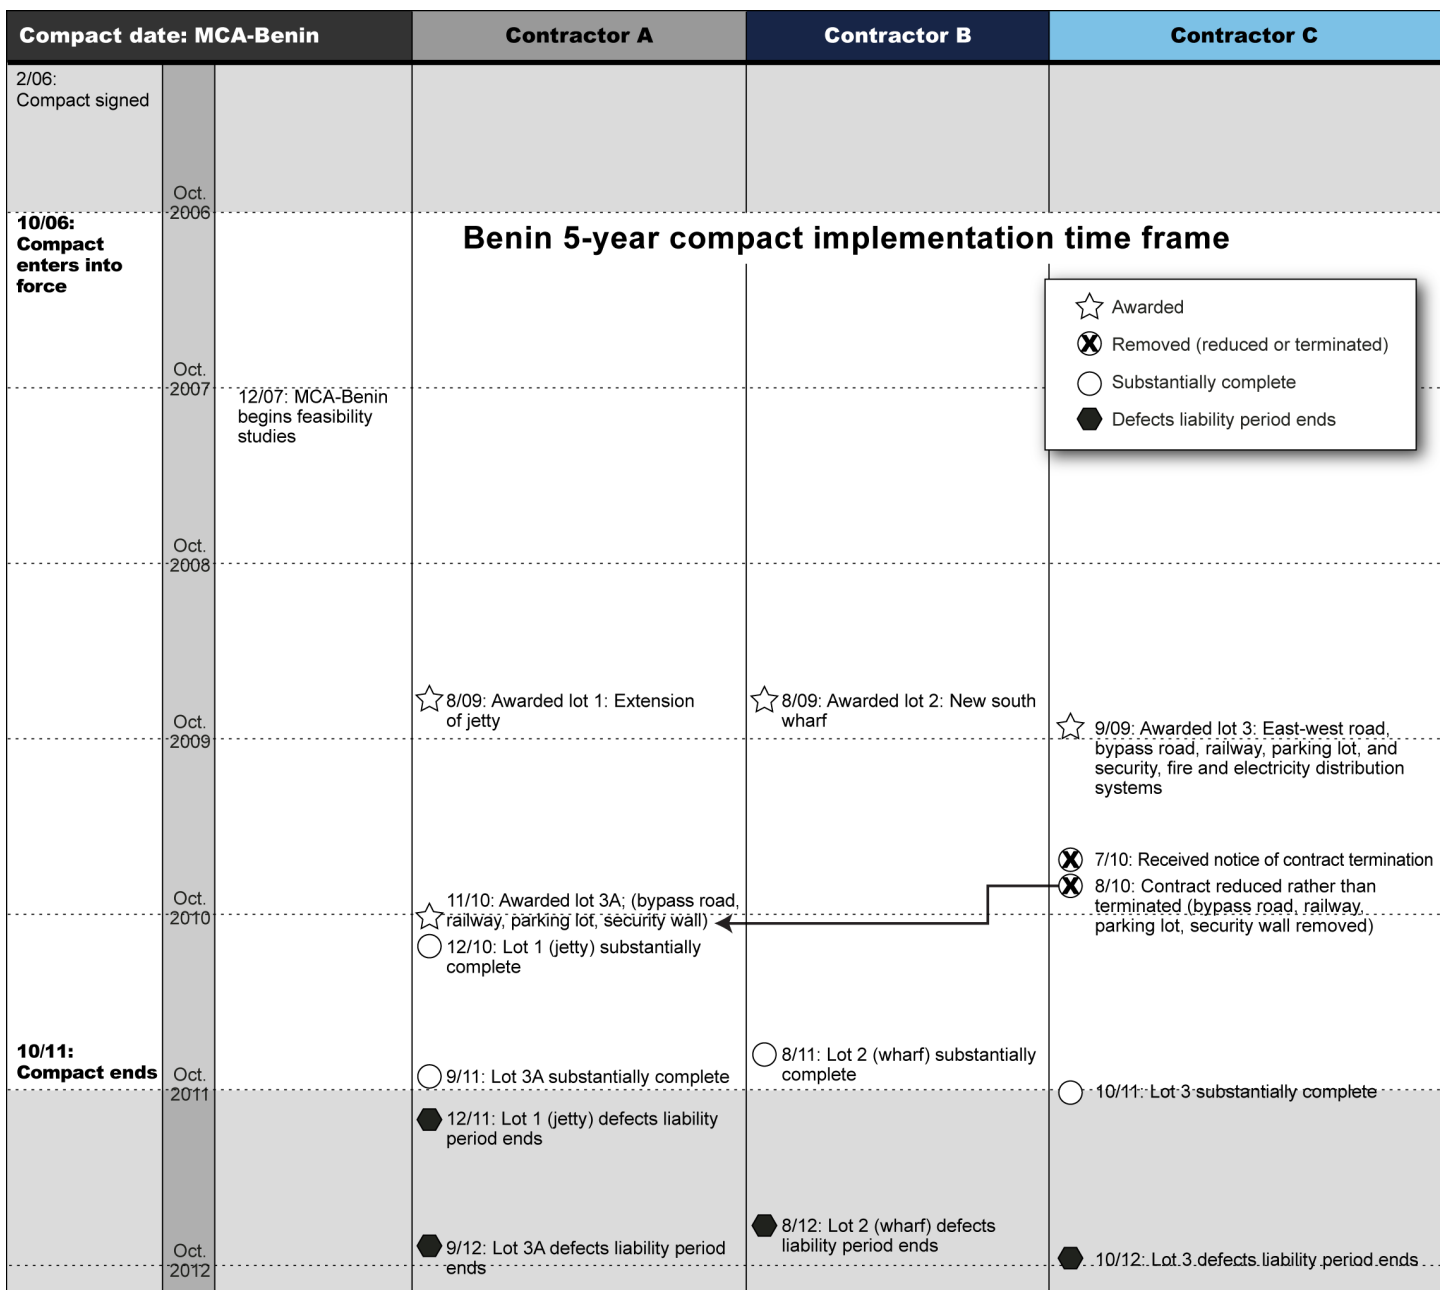 Compact date: MCA-Benin
Contractor A
Contractor B
Contractor C
2/06:
Compact signed
Oct.
2006
10/06:
Compact
enters into
force
Benin 5-year compact implementation time frame
Awarded
Removed (reduced or terminated)
Substantially complete
Defects liability period ends
Oct.
2007
12/07: MCA-Benin
begins feasibility
studies
Oct.
2008
8/09: Awarded lot 1: Extension
of jetty
8/09: Awarded lot 2: New south
wharf
Oct.
2009
9/09: Awarded lot 3: East-west road,
bypass road, railway, parking lot, and
security, fire and electricity distribution
systems
X
7/10: Received notice of contract termination
X
8/10: Contract reduced rather than
terminated (bypass road, railway,
parking lot, security wall removed)
Oct.
2010
11/10: Awarded lot 3A; (bypass road,
railway, parking lot, security wall)
12/10: Lot 1 (jetty) substantially
complete
10/11:
Compact ends
Oct.
2011
9/11: Lot 3A substantially complete
8/11: Lot 2 (wharf) substantially
complete
10/11: Lot 3 substantially complete
12/11: Lot 1 (jetty) defects liability
period ends
8/12: Lot 2 (wharf) defects
liability period ends
Oct.
2012
9/12: Lot 3A defects liability period
ends
10/12: Lot 3 defects liability period ends